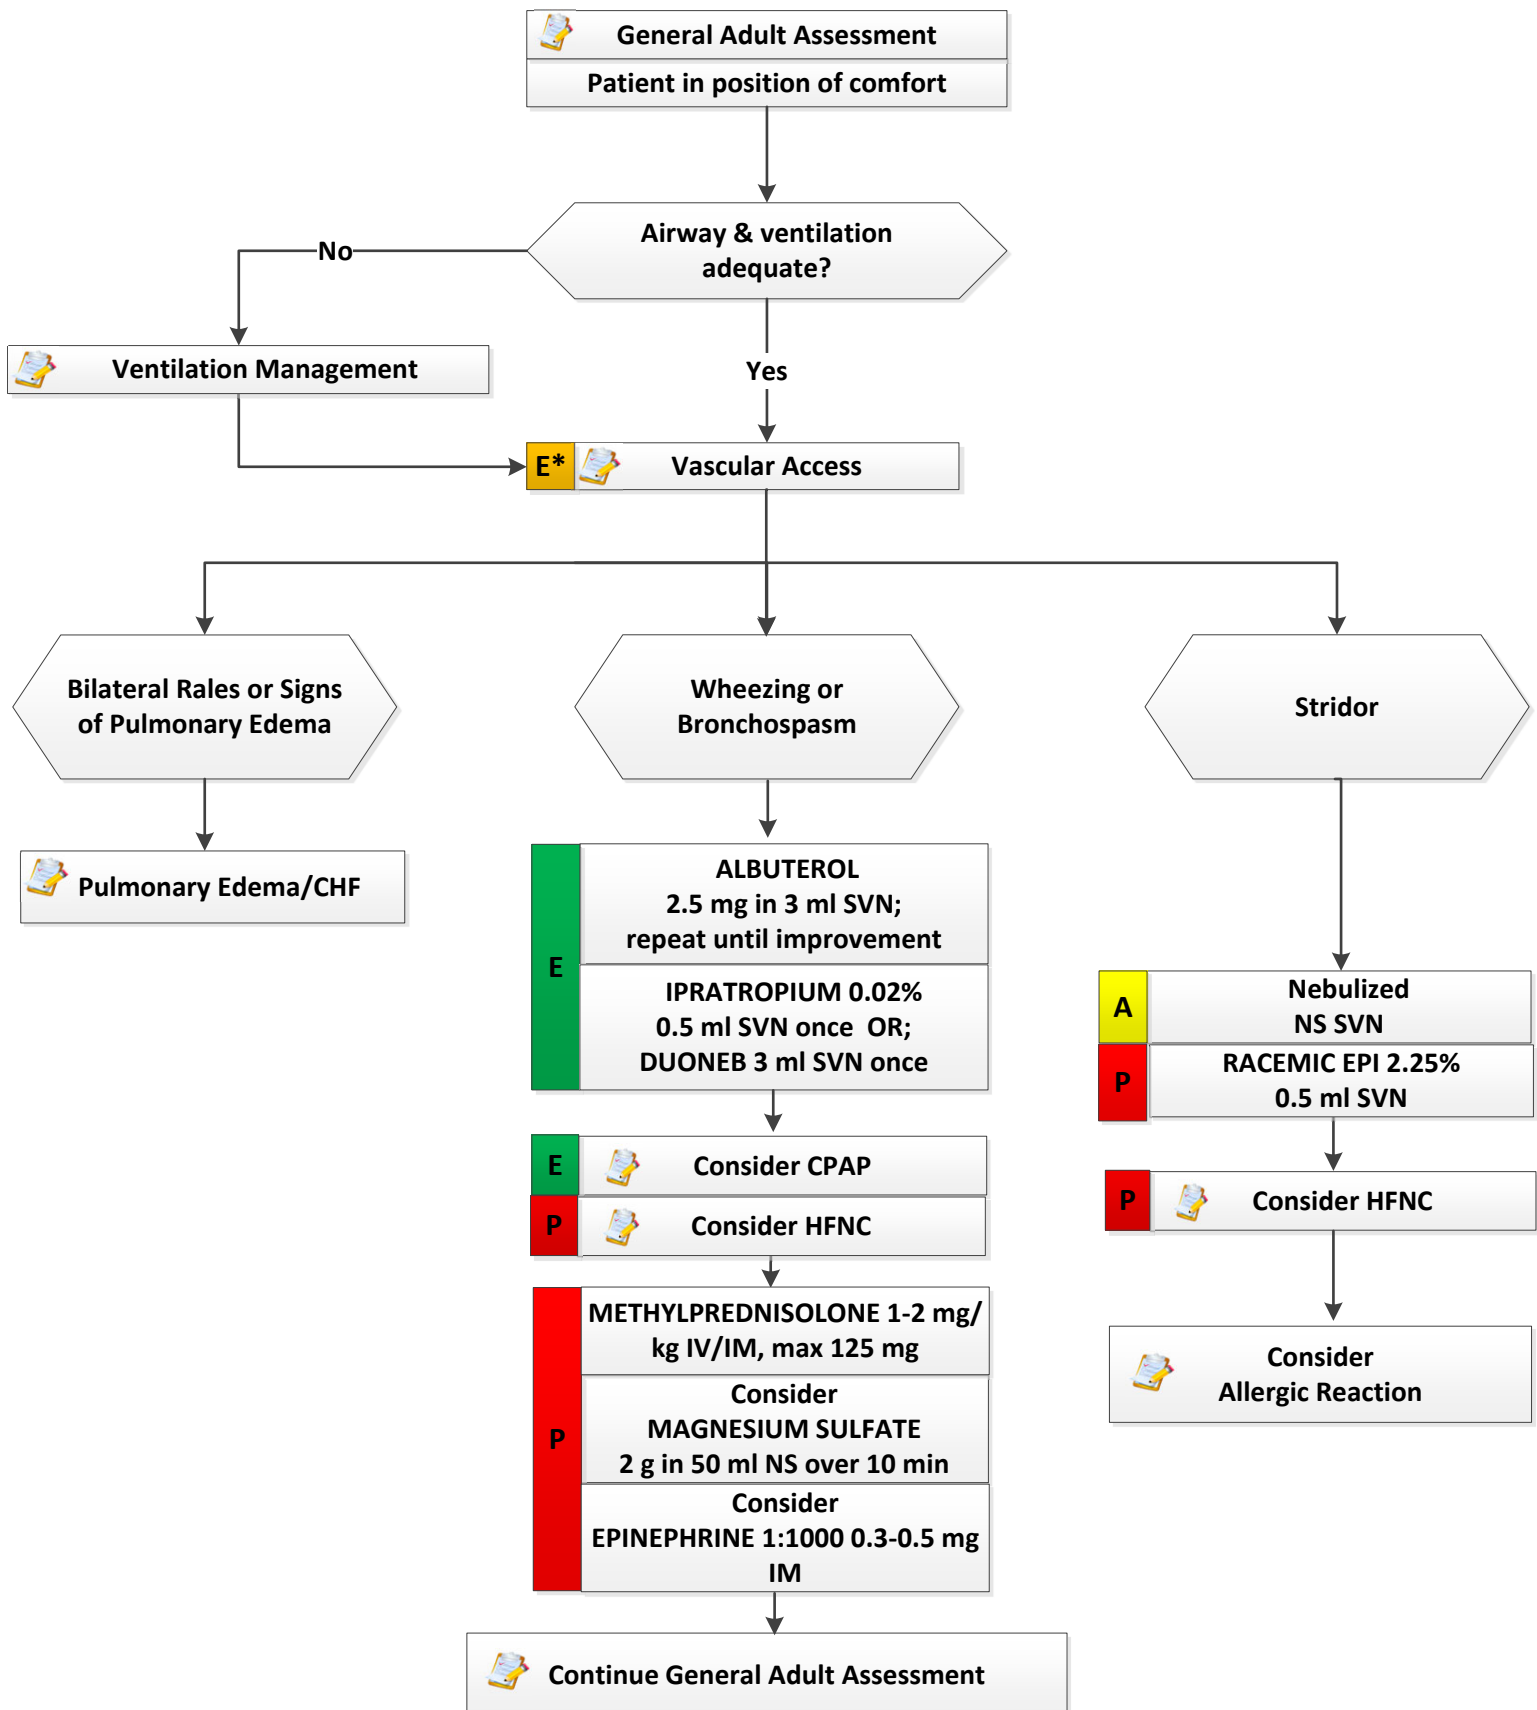 General Adult Assessment
Patient in position of comfort
Airway & ventilation
adequate?
No
Yes
Ventilation Management
E*
Vascular Access
Bilateral Rales or Signs
of Pulmonary Edema
Pulmonary Edema/CHF
Wheezing or
Bronchospasm
E
ALBUTEROL
2.5 mg in 3 ml SVN;
repeat until improvement
IPRATROPIUM 0.02%
0.5 ml SVN once OR;
DUONEB 3 ml SVN once
E
Consider CPAP
P
Consider HFNC
P
METHYLPREDNISOLONE 1-2 mg/
kg IV/IM, max 125 mg
Consider
MAGNESIUM SULFATE
2 g in 50 ml NS over 10 min
Consider
EPINEPHRINE 1:1000 0.3-0.5 mg
IM
Continue General Adult Assessment
Stridor
A
Nebulized
NS SVN
P
RACEMIC EPI 2.25%
0.5 ml SVN
P
Consider HFNC
Consider
Allergic Reaction